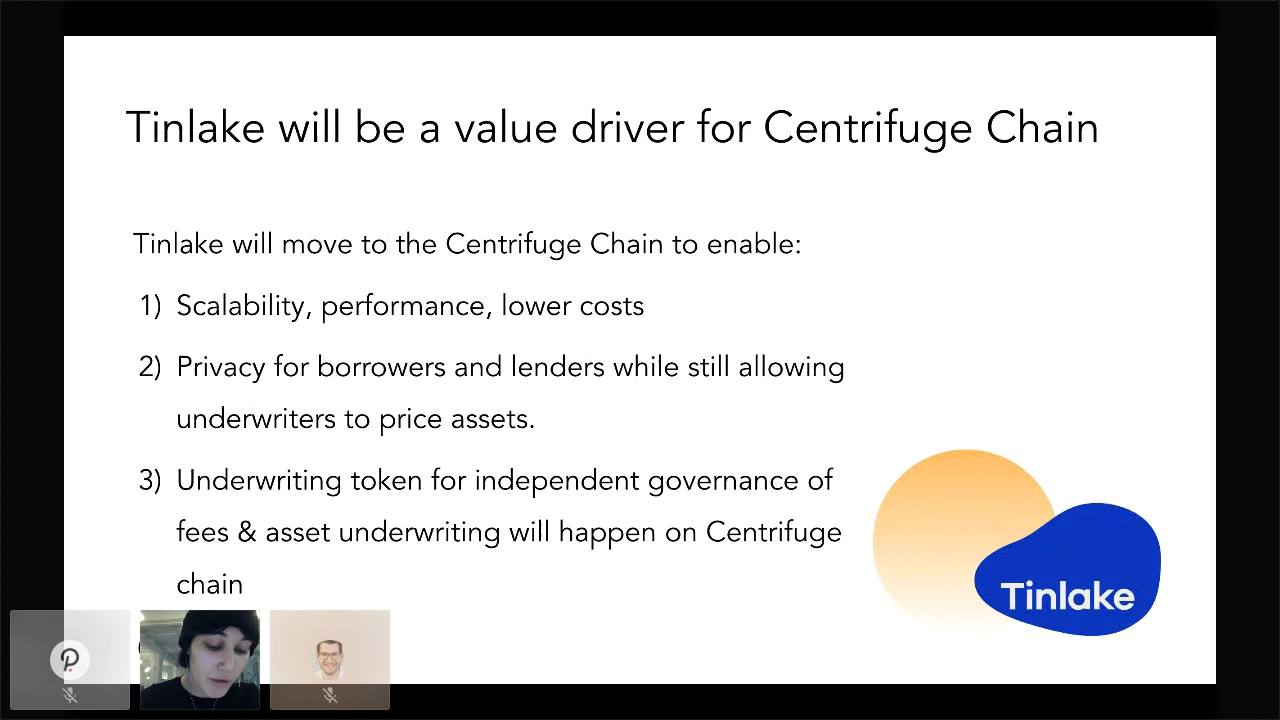 Tinlake will be a value driver for Centrifuge Chain
Tinlake will move to the Centrifuge Chain to enable:
1) Scalability, performance, lower costs
2) Privacy for borrowers and lenders while still allowing
underwriters to price assets.
3) Underwriting token for independent governance of
fees & asset underwriting will happen on Centrifuge
chain
Tinlake